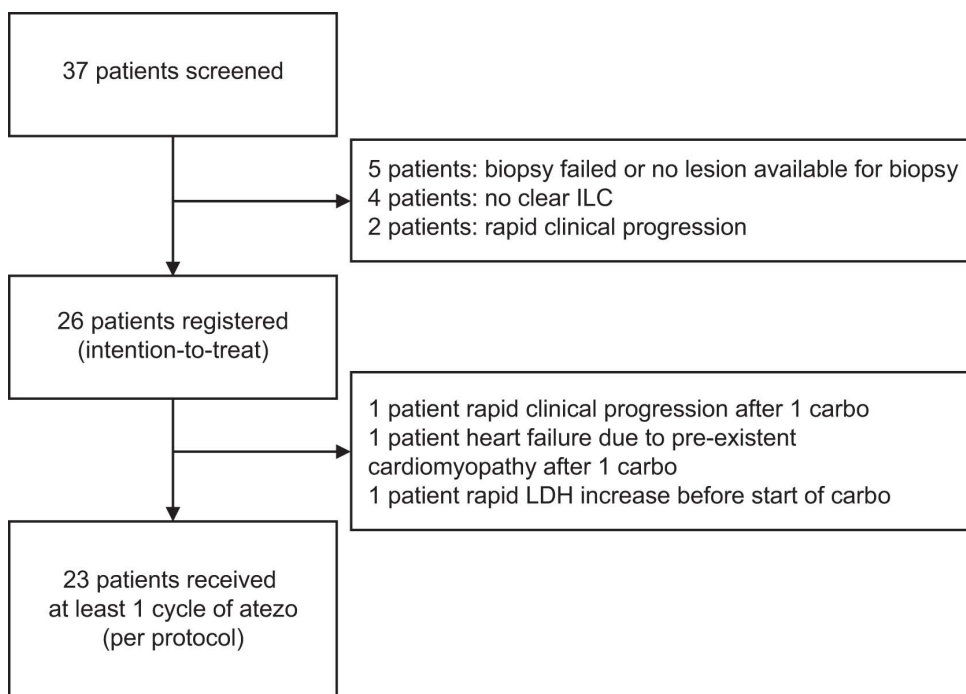 37 patients screened
5 patients: biopsy failed or no lesion available for biopsy
4 patients: no clear ILC
2 patients: rapid clinical progression
26 patients registered
(intention-to-treat)
1 patient rapid clinical progression after 1 carbo
1 patient heart failure due to pre-existent
cardiomyopathy after 1 carbo
1 patient rapid LDH increase before start of carbo
23 patients received
at least 1 cycle of atezo
(per protocol)